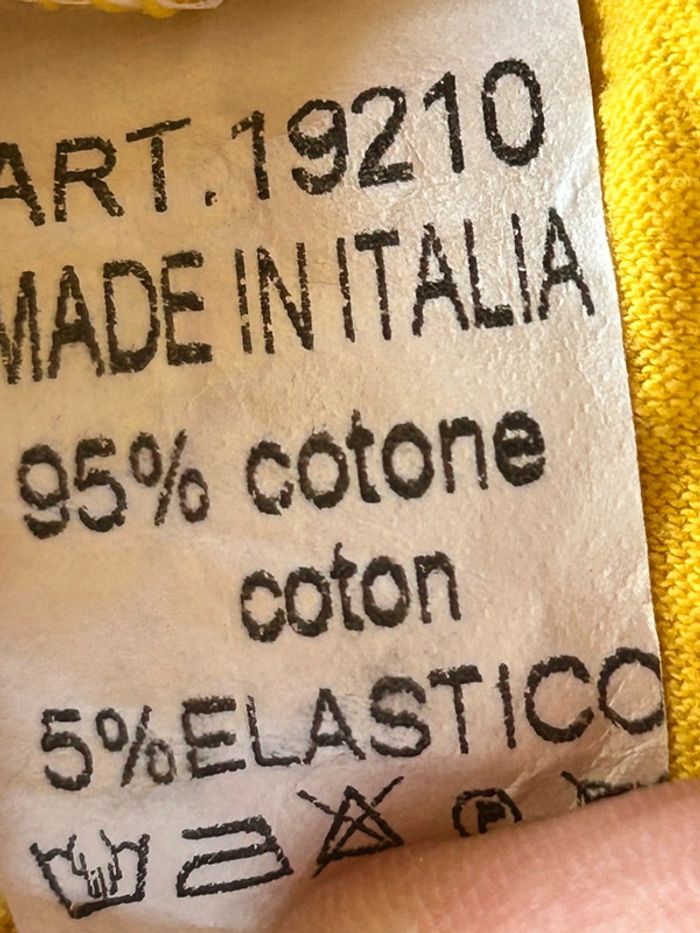 ART. 19210
MADE IN ITALIA
95% cotone
coton
5% ELASTICO
P